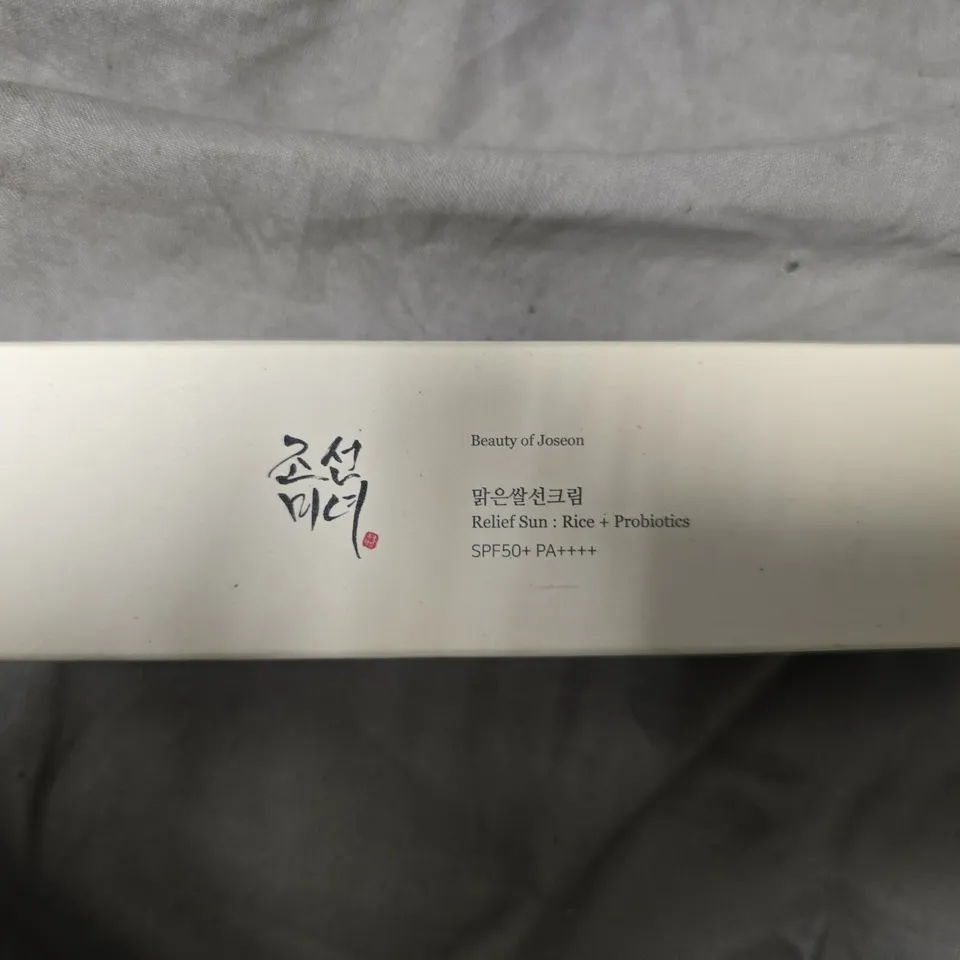 조선
미녀
Beauty of Joseon
맑은쌀선크림
Relief Sun : Rice + Probiotics
SPF50+ PA++++